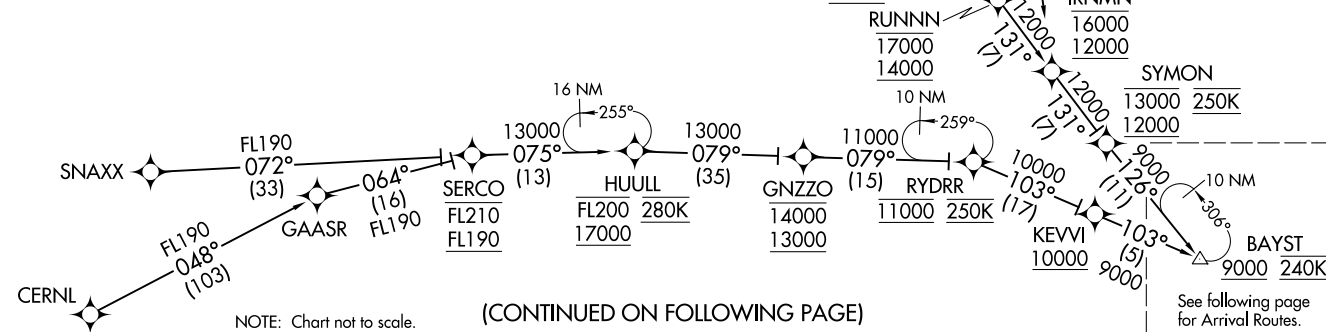 RUNNN
17000
14000
12000
131°
(7)
16000
12000
12000
131°
(7)
SYMON
13000 250K
12000
16 NM
255°
10 NM
259°
SNAXX
FL190
072°
(33)
064°
(16)
FL190
GAASR
FL190
048°
(103)
CERNL
SERCO
FL210
FL190
13000
075°
(13)
HUULL
FL200 280K
17000
13000
079°
(35)
GNZZO
14000
13000
11000
079°
(15)
RYDRR
11000 250K
10000
103°
(17)
KEVVI
10000
103°
(5)
9000
9000
126°
(11)
10 NM
306°
BAYST
9000 240K
See following page
for Arrival Routes.
NOTE: Chart not to scale.
(CONTINUED ON FOLLOWING PAGE)